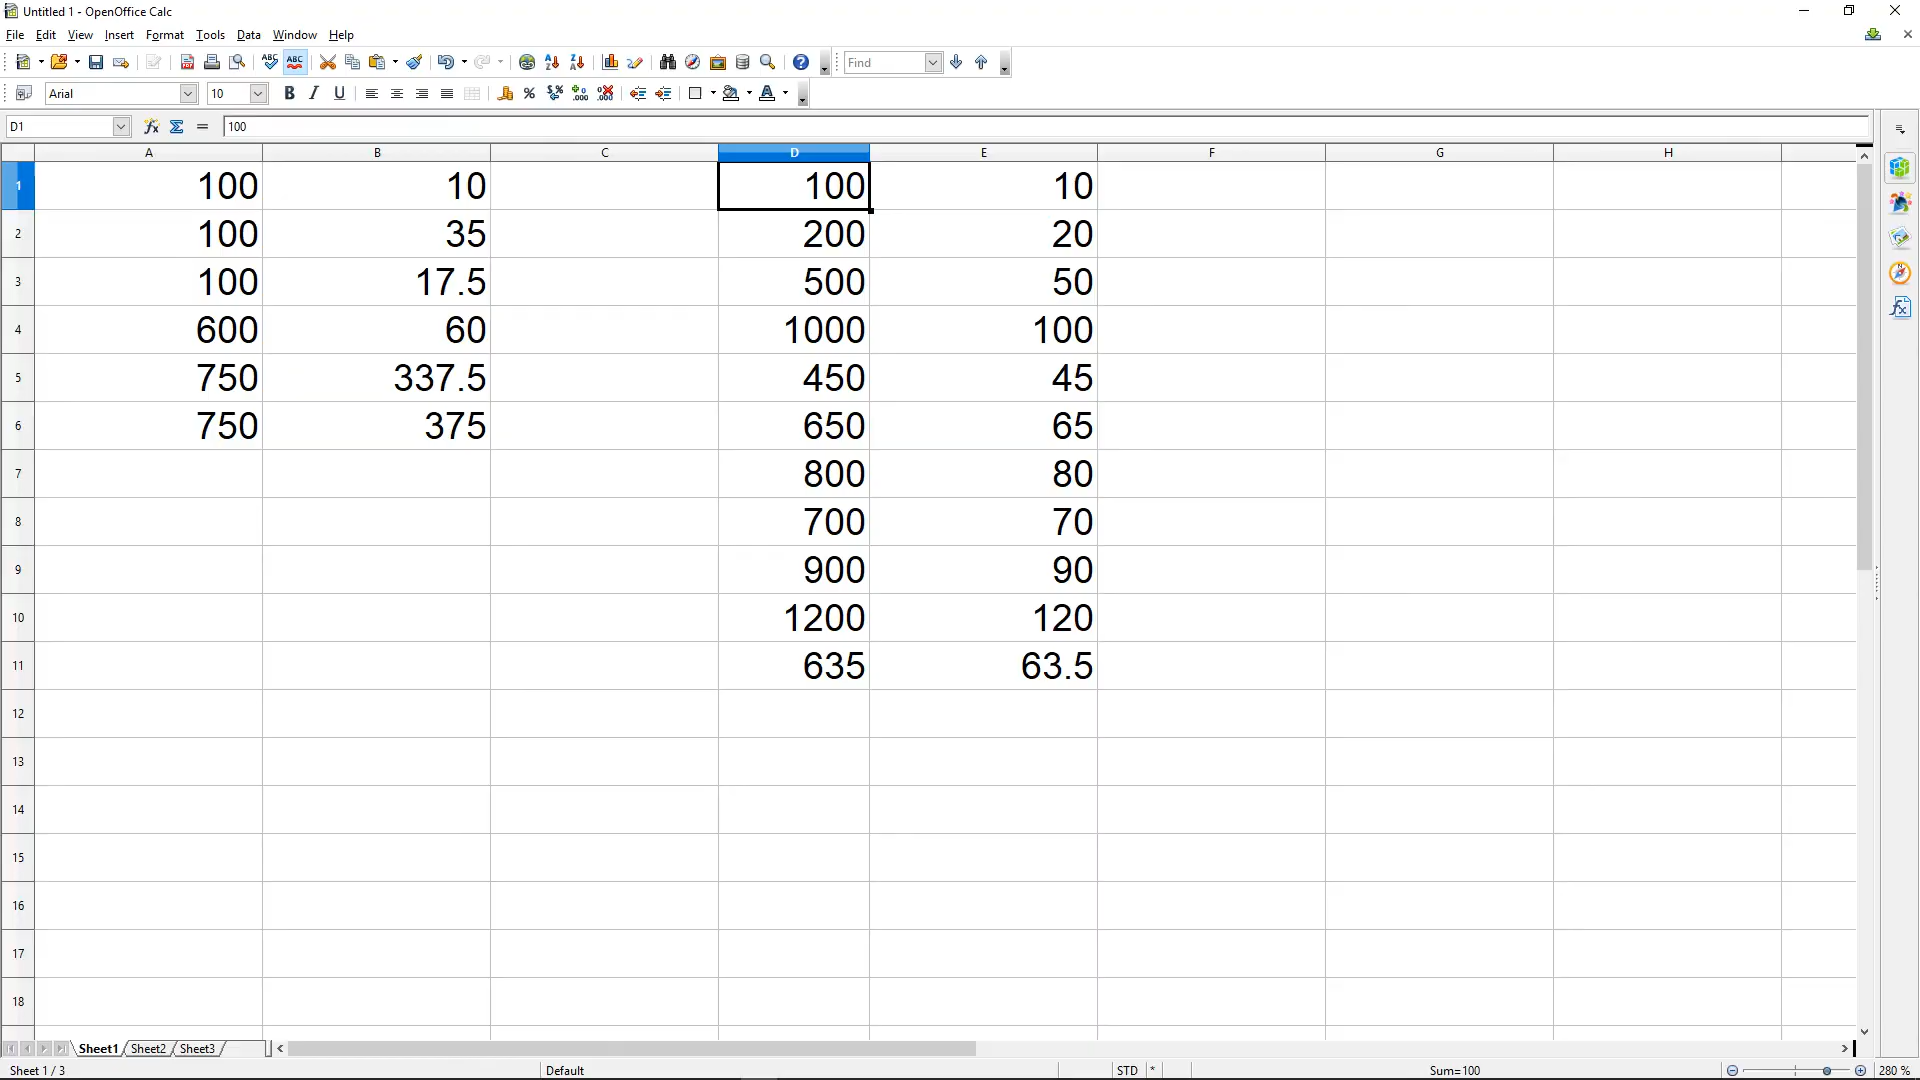 Untitled 1 - OpenOffice Calc
File Edit View Insert Format Tools Data Window Help
Find
Arial 10
D1 100
A B C D E F G H
1 100 10 100 10
2 100 35 200 20
3 100 17.5 500 50
4 600 60 1000 100
5 750 337.5 450 45
6 750 375 650 65
7 800 80
8 700 70
9 900 90
10 1200 120
11 635 63.5
12
13
14
15
16
17
18
Sheet1 Sheet2 Sheet3
Sheet 1 / 3 Default STD * Sum=100 280 %